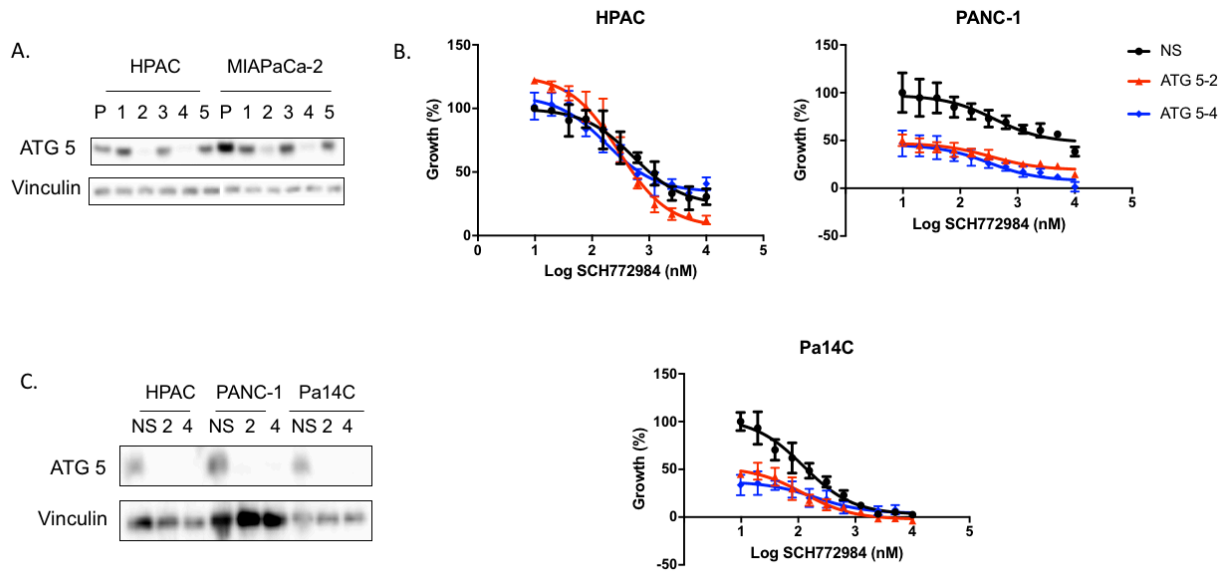 A.
HPAC MIAPaCa-2
P 1 2 3 4 5 P 1 2 3 4 5
ATG 5
Vinculin
B.
HPAC
150
100
50
0
0 1 2 3 4 5
Growth (%)
Log SCH772984 (nM)
PANC-1
150
100
50
0
-50
1 2 3 4 5
Growth (%)
Log SCH772984 (nM)
NS
ATG 5-2
ATG 5-4
C.
HPAC PANC-1 Pa14C
NS 2 4 NS 2 4 NS 2 4
ATG 5
Vinculin
Pa14C
150
100
50
0
-50
1 2 3 4 5
Growth (%)
Log SCH772984 (nM)